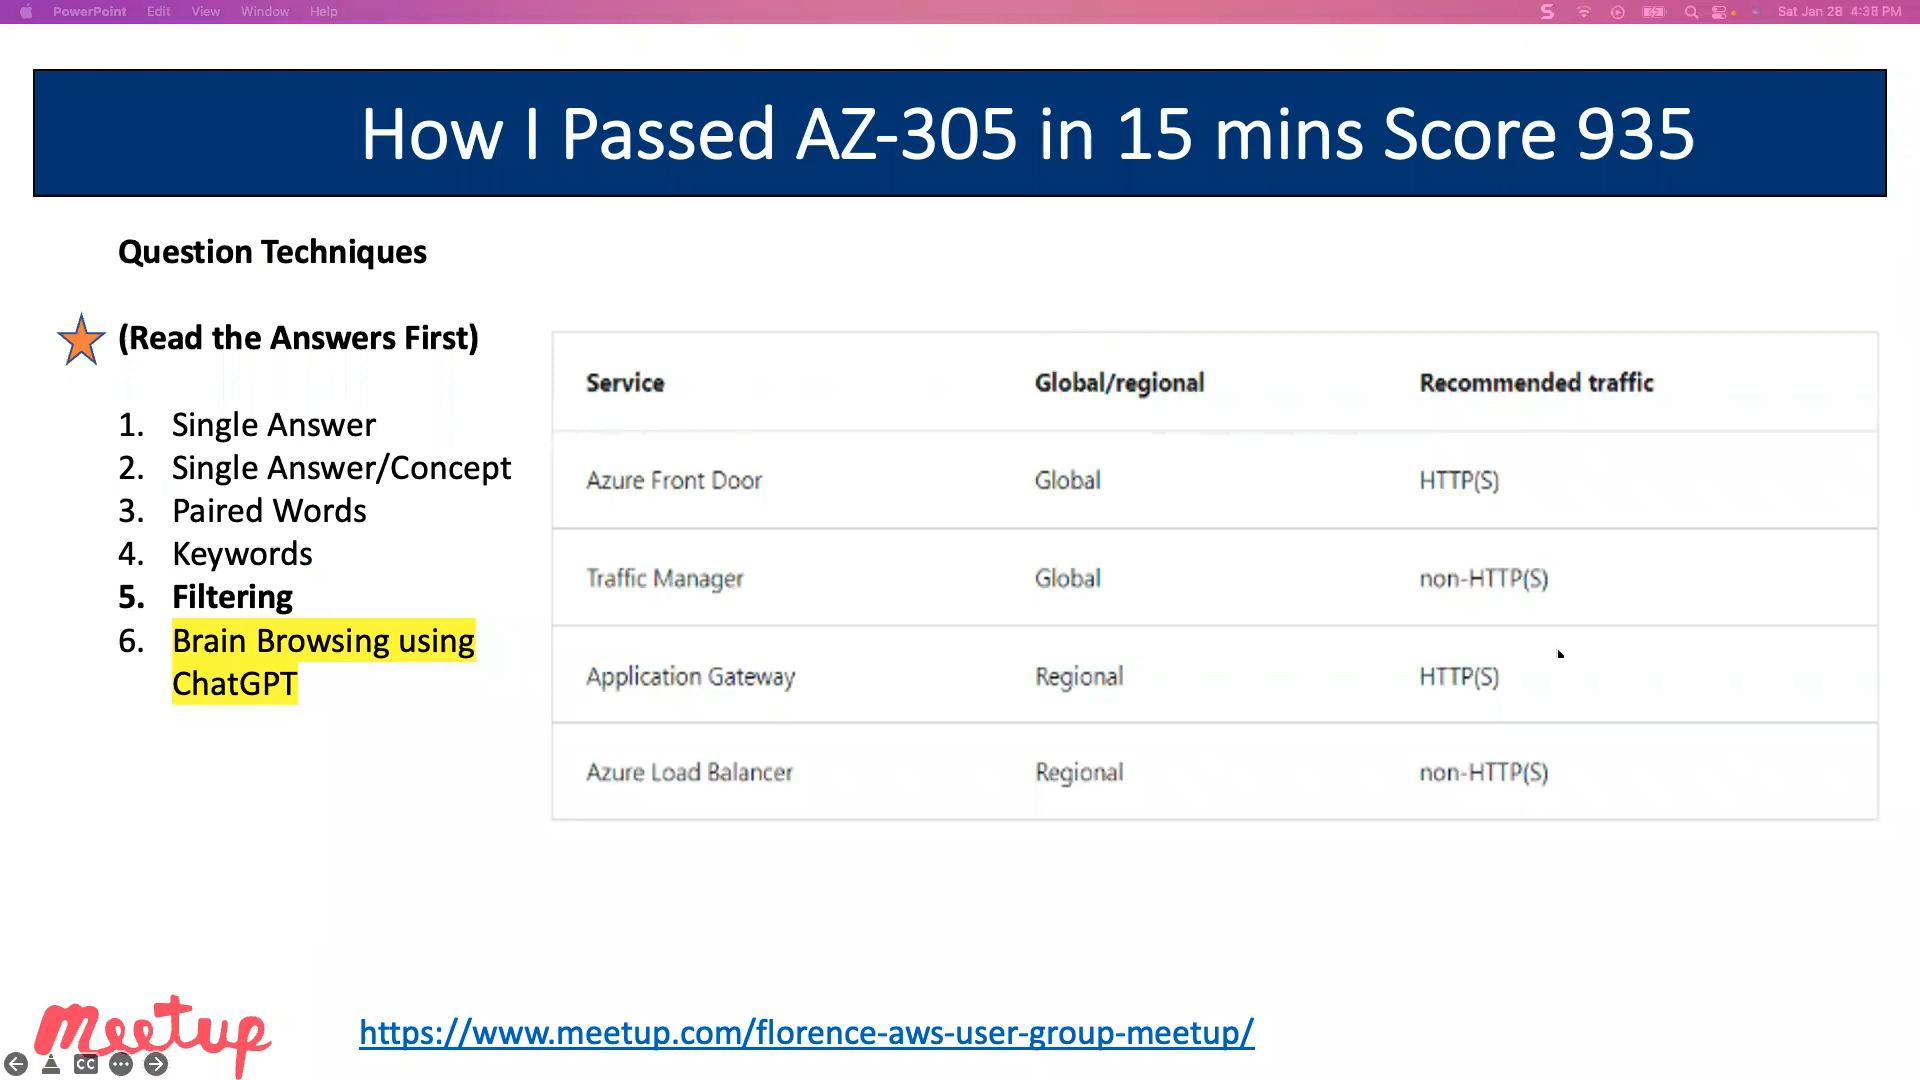 PowerPoint Edit View Window Help
S Sat Jan 28 4:38 PM
How I Passed AZ-305 in 15 mins Score 935
Question Techniques
(Read the Answers First)
1. Single Answer
2. Single Answer/Concept
3. Paired Words
4. Keywords
5. Filtering
6. Brain Browsing using
ChatGPT
Service Global/regional Recommended traffic
Azure Front Door Global HTTP(S)
Traffic Manager Global non-HTTP(S)
Application Gateway Regional HTTP(S)
Azure Load Balancer Regional non-HTTP(S)
meetup
CC
https://www.meetup.com/florence-aws-user-group-meetup/